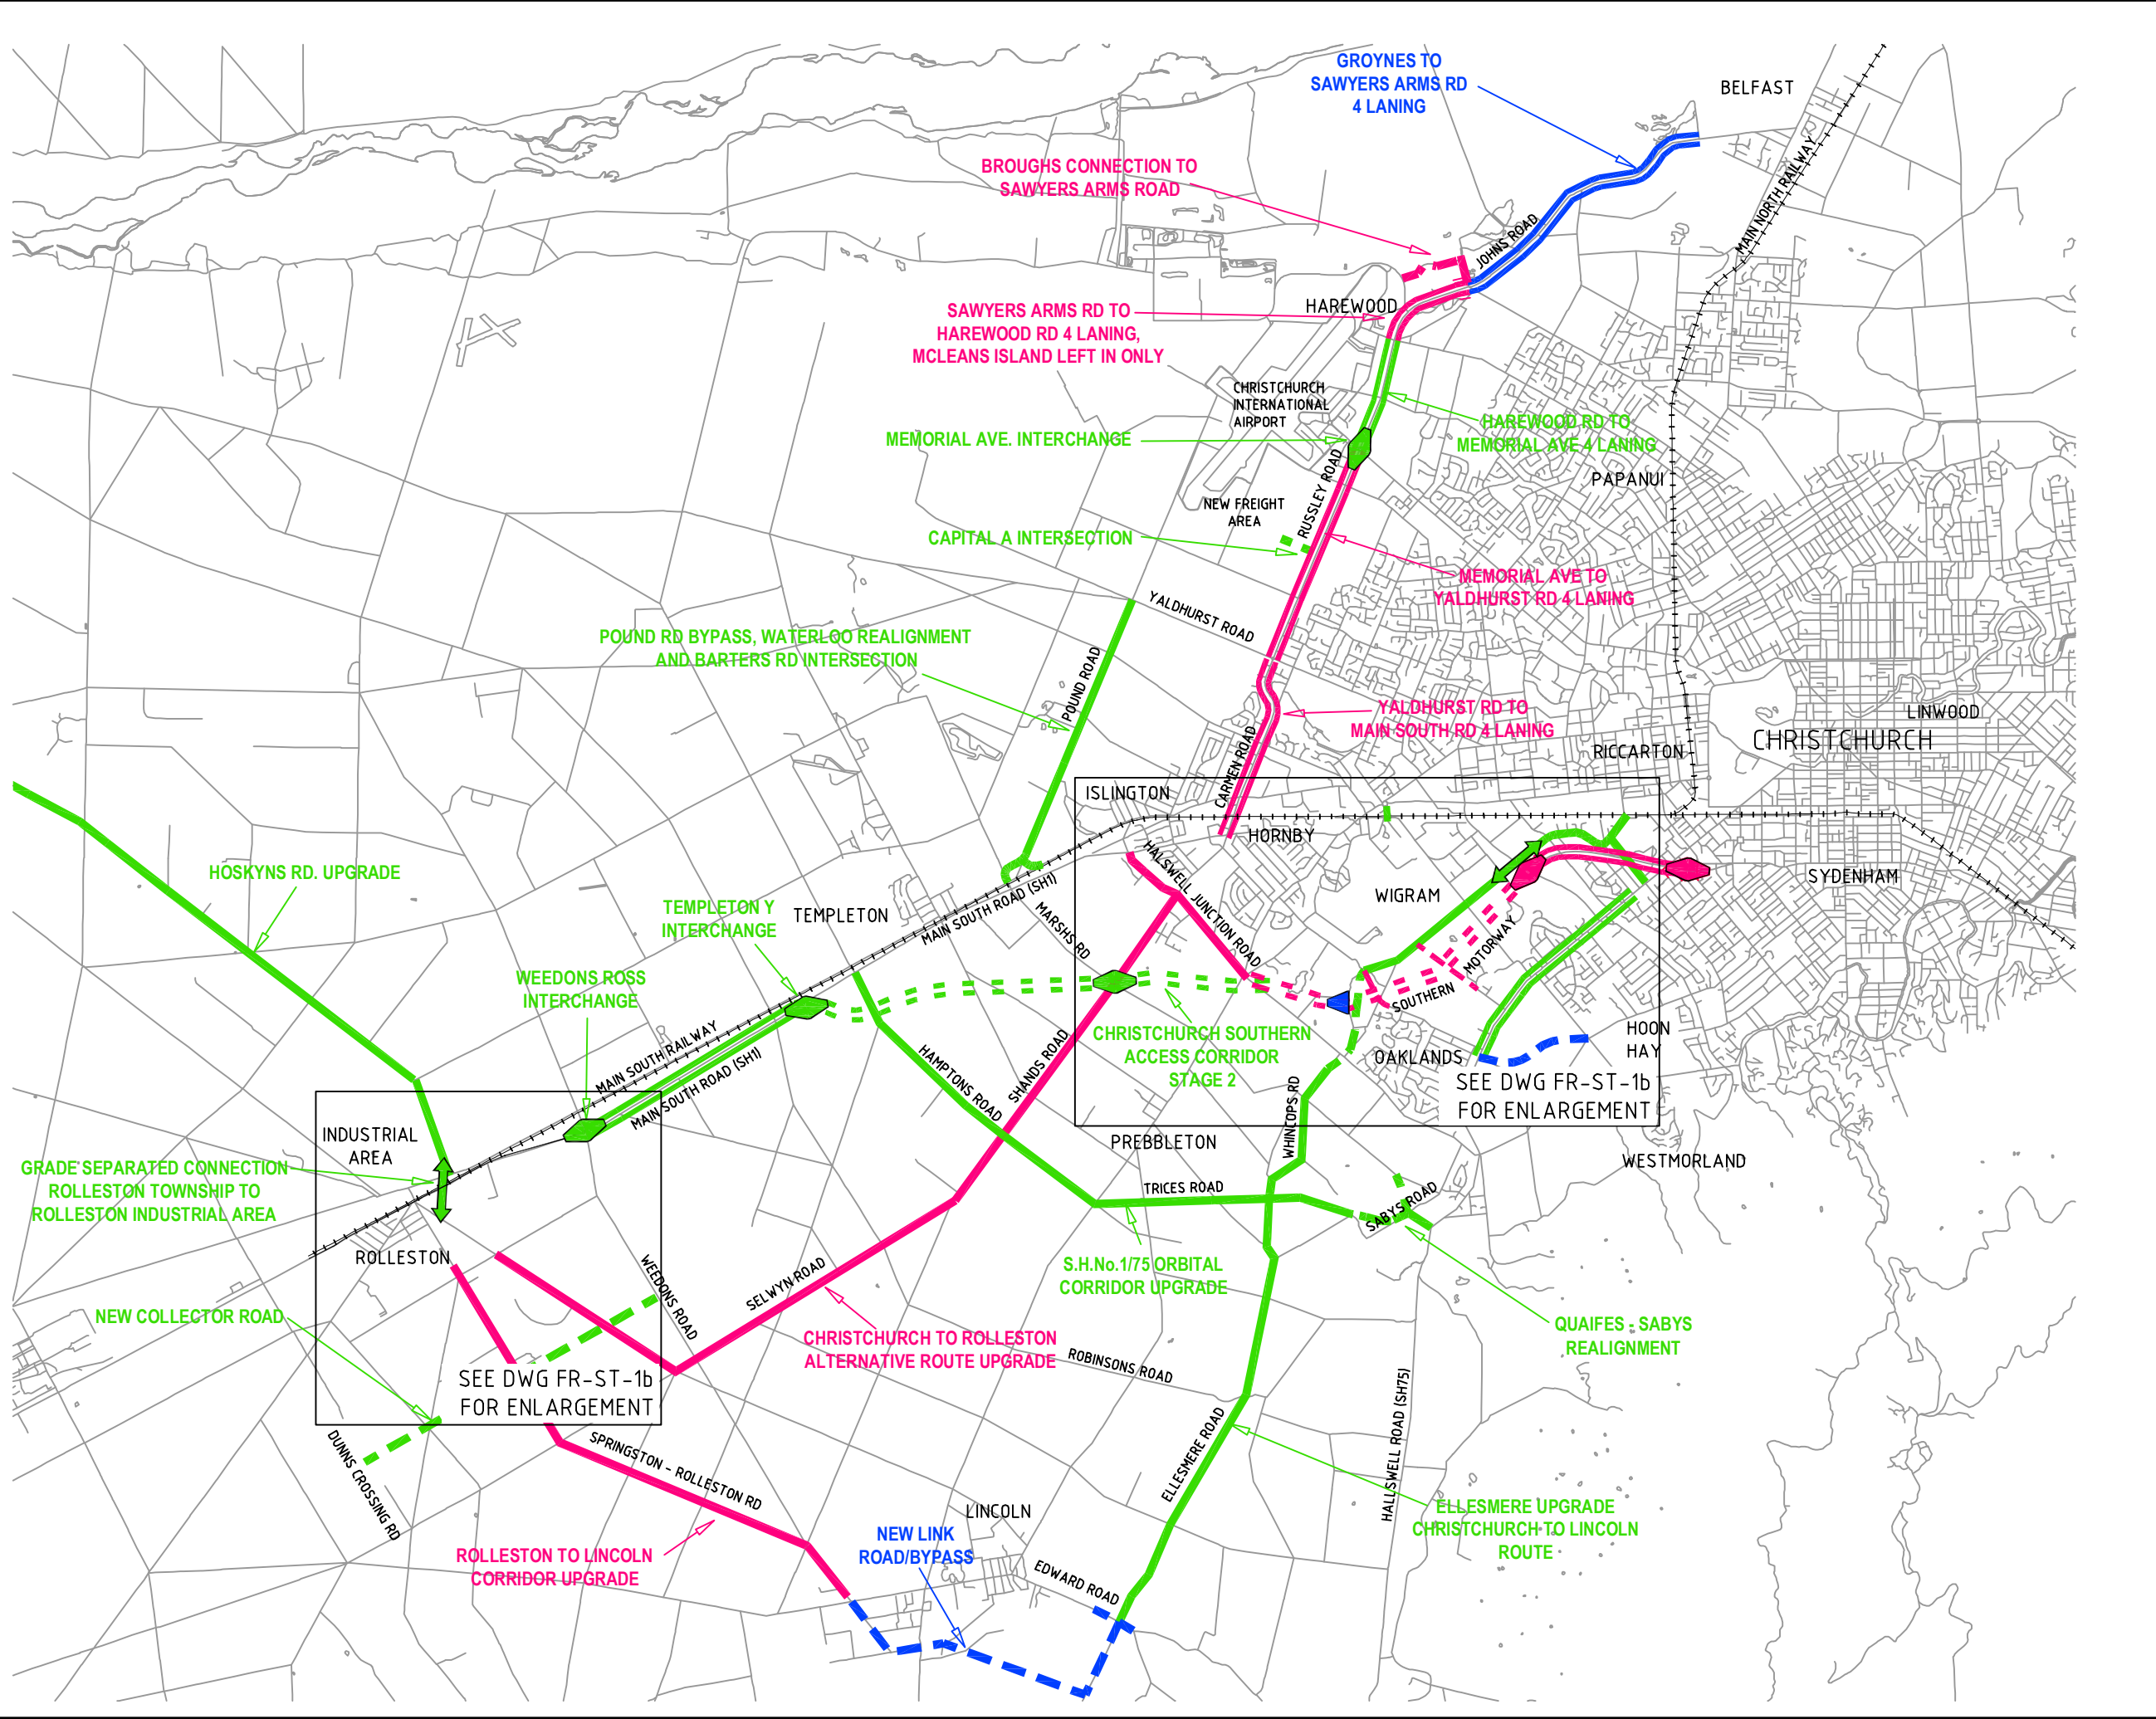 GROYNES TO
SAWYERS ARMS RD
4 LANING
BELFAST
MAIN NORTH RAILWAY
BROUGHS CONNECTION TO
SAWYERS ARMS ROAD
JOHNS ROAD
SAWYERS ARMS RD TO
HAREWOOD RD 4 LANING,
MCLEANS ISLAND LEFT IN ONLY
HAREWOOD
CHRISTCHURCH
INTERNATIONAL
AIRPORT
HAREWOOD RD TO
MEMORIAL AVE 4 LANING
MEMORIAL AVE. INTERCHANGE
PAPANUI
RUSSLEY ROAD
NEW FREIGHT
AREA
CAPITAL A INTERSECTION
MEMORIAL AVE TO
YALDHURST RD 4 LANING
YALDHURST ROAD
POUND RD BYPASS, WATERLOO REALIGNMENT
AND BARTERS RD INTERSECTION
POUND ROAD
YALDHURST RD TO
MAIN SOUTH RD 4 LANING
LINWOOD
CHRISTCHURCH
RICCARTON
CARMEN ROAD
ISLINGTON
HORNBY
HALSWELL JUNCTION ROAD
HOSKYNS RD. UPGRADE
SYDENHAM
WIGRAM
TEMPLETON Y
INTERCHANGE
TEMPLETON
MAIN SOUTH ROAD (SH1)
MARSHS RD
MOTORWAY
SOUTHERN
WEEDONS ROSS
INTERCHANGE
CHRISTCHURCH SOUTHERN
ACCESS CORRIDOR
STAGE 2
HOON
HAY
OAKLANDS
MAIN SOUTH RAILWAY
MAIN SOUTH ROAD (SH1)
HAMPTONS ROAD
SHANDS ROAD
SEE DWG FR-ST-1b
FOR ENLARGEMENT
WHINCOPS RD
INDUSTRIAL
AREA
PREBBLETON
WESTMORLAND
GRADE SEPARATED CONNECTION
ROLLESTON TOWNSHIP TO
ROLLESTON INDUSTRIAL AREA
TRICES ROAD
SABYS ROAD
ROLLESTON
WEEDONS ROAD
SELWYN ROAD
S.H.No.1/75 ORBITAL
CORRIDOR UPGRADE
NEW COLLECTOR ROAD
QUAIFES - SABYS
REALIGNMENT
CHRISTCHURCH TO ROLLESTON
ALTERNATIVE ROUTE UPGRADE
ROBINSONS ROAD
SEE DWG FR-ST-1b
FOR ENLARGEMENT
HALLSWELL ROAD (SH75)
ELLESMERE ROAD
DUNNS CROSSING RD
SPRINGSTON - ROLLESTON RD
ELLESMERE UPGRADE
CHRISTCHURCH TO LINCOLN
ROUTE
LINCOLN
NEW LINK
ROAD/BYPASS
ROLLESTON TO LINCOLN
CORRIDOR UPGRADE
EDWARD ROAD